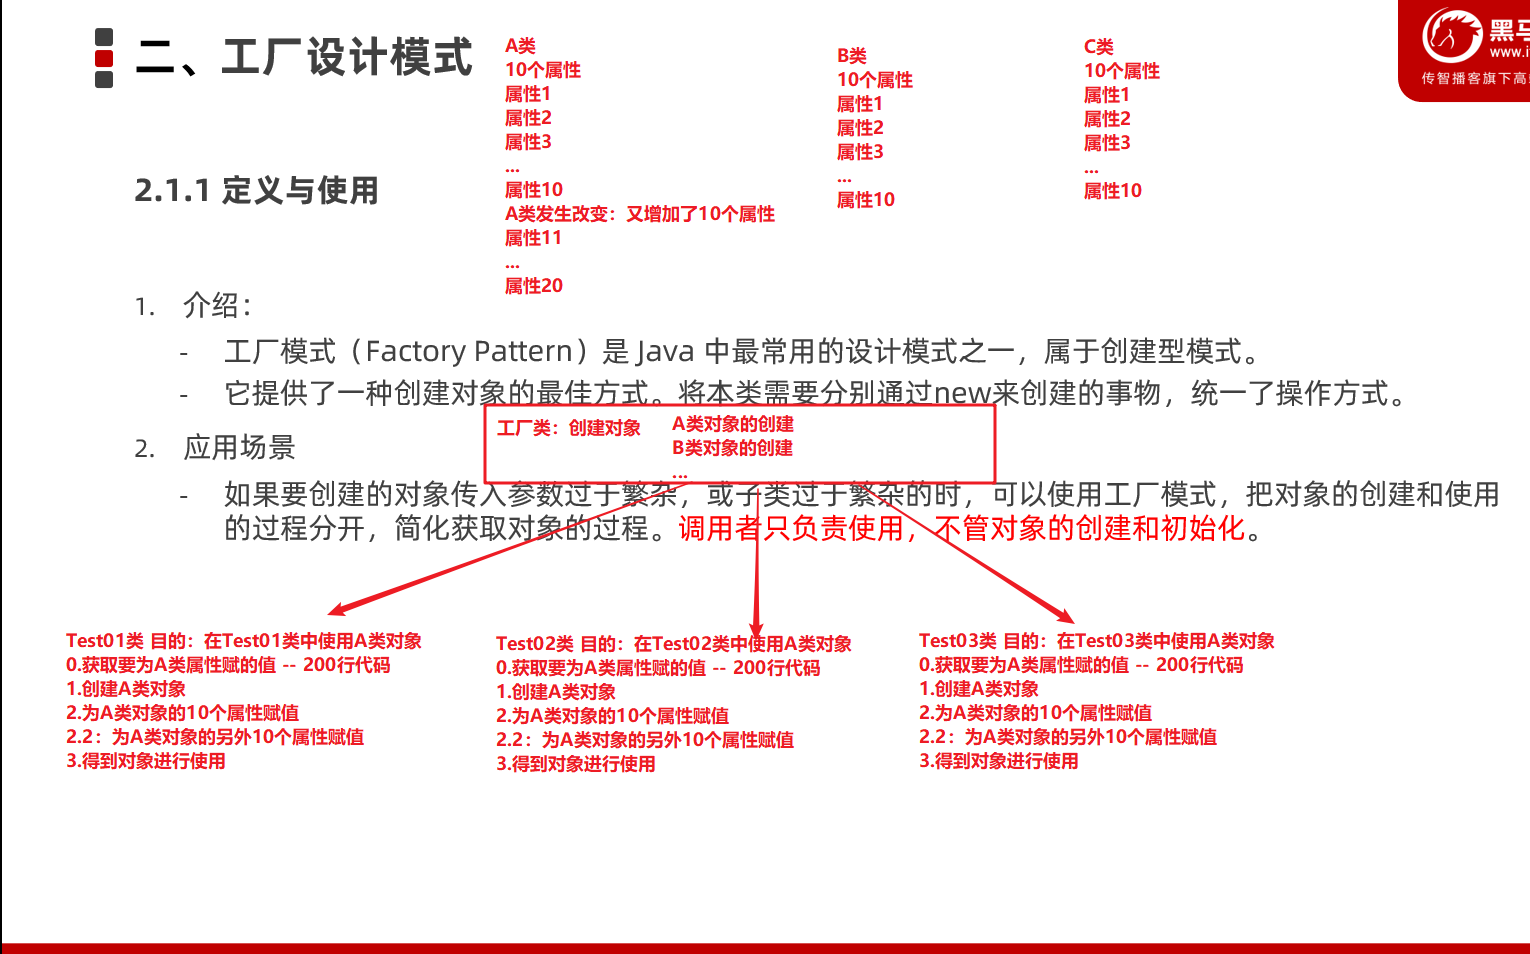 二、工厂设计模式
黑马
www.i
传智播客旗下高
A类
10个属性
属性1
属性2
属性3
...
属性10
A类发生改变：又增加了10个属性
属性11
...
属性20
B类
10个属性
属性1
属性2
属性3
...
属性10
C类
10个属性
属性1
属性2
属性3
...
属性10
2.1.1 定义与使用
1. 介绍：
- 工厂模式（Factory Pattern）是 Java 中最常用的设计模式之一，属于创建型模式。
- 它提供了一种创建对象的最佳方式。将本类需要分别通过new来创建的事物，统一了操作方式。
工厂类：创建对象
A类对象的创建
B类对象的创建
...
2. 应用场景
- 如果要创建的对象传入参数过于繁杂，或子类过于繁杂的时，可以使用工厂模式，把对象的创建和使用
的过程分开，简化获取对象的过程。调用者只负责使用，不管对象的创建和初始化。
Test01类 目的：在Test01类中使用A类对象
0.获取要为A类属性赋的值 -- 200行代码
1.创建A类对象
2.为A类对象的10个属性赋值
2.2：为A类对象的另外10个属性赋值
3.得到对象进行使用
Test02类 目的：在Test02类中使用A类对象
0.获取要为A类属性赋的值 -- 200行代码
1.创建A类对象
2.为A类对象的10个属性赋值
2.2：为A类对象的另外10个属性赋值
3.得到对象进行使用
Test03类 目的：在Test03类中使用A类对象
0.获取要为A类属性赋的值 -- 200行代码
1.创建A类对象
2.为A类对象的10个属性赋值
2.2：为A类对象的另外10个属性赋值
3.得到对象进行使用